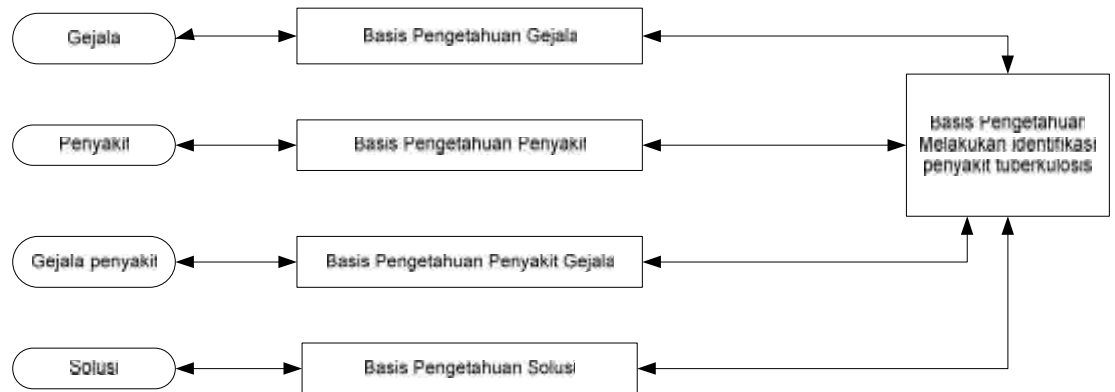 Gejala
Basis Pengetahuan Gejala
Penyakit
Basis Pengetahuan Penyakit
Basis Pengetahuan
Melakukan identifikasi
penyakit tuberkulosis
Gejala penyakit
Basis Pengetahuan Penyakit Gejala
Solusi
Basis Pengetahuan Solusi